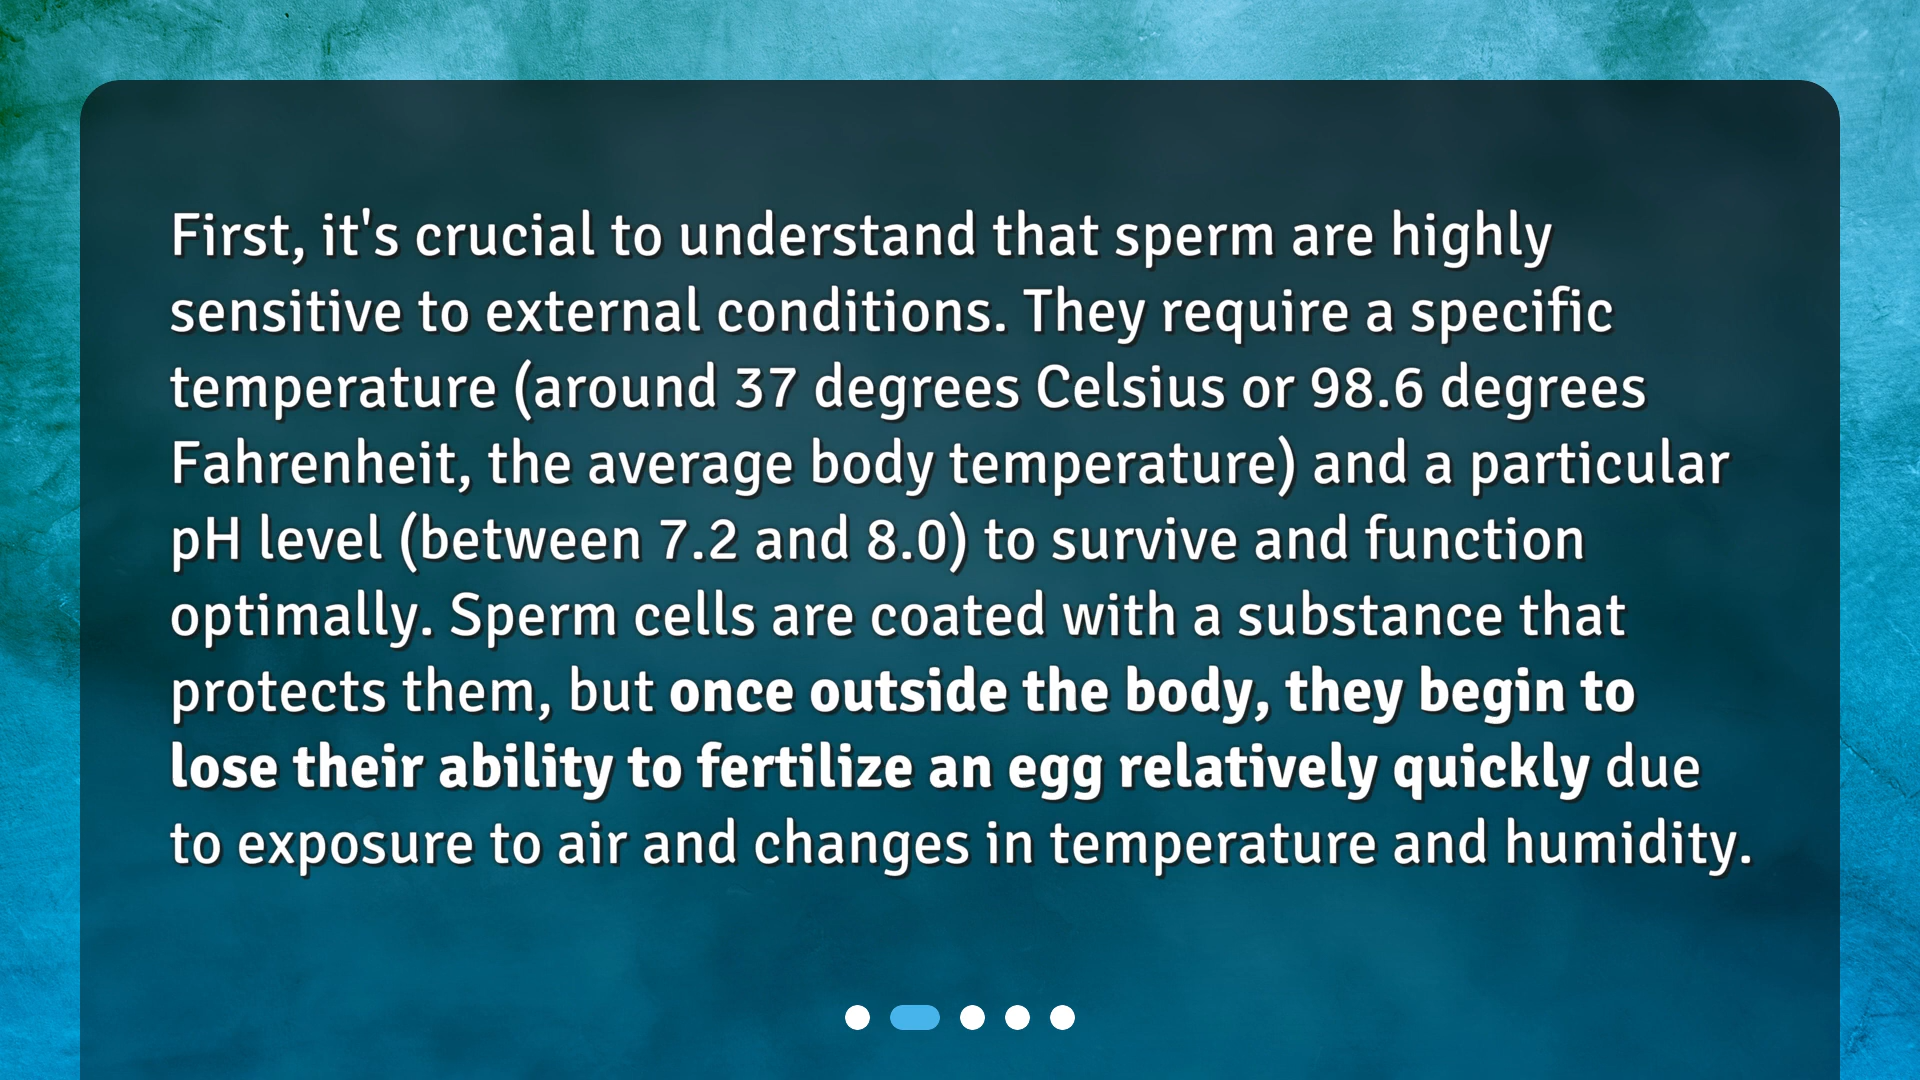 First, it's crucial to understand that sperm are highly
sensitive to external conditions. They require a specific
temperature (around 37 degrees Celsius or 98.6 degrees
Fahrenheit, the average body temperature) and a particular
pH level (between 7.2 and 8.0) to survive and function
optimally. Sperm cells are coated with a substance that
protects them, but once outside the body, they begin to
lose their ability to fertilize an egg relatively quickly due
to exposure to air and changes in temperature and humidity.